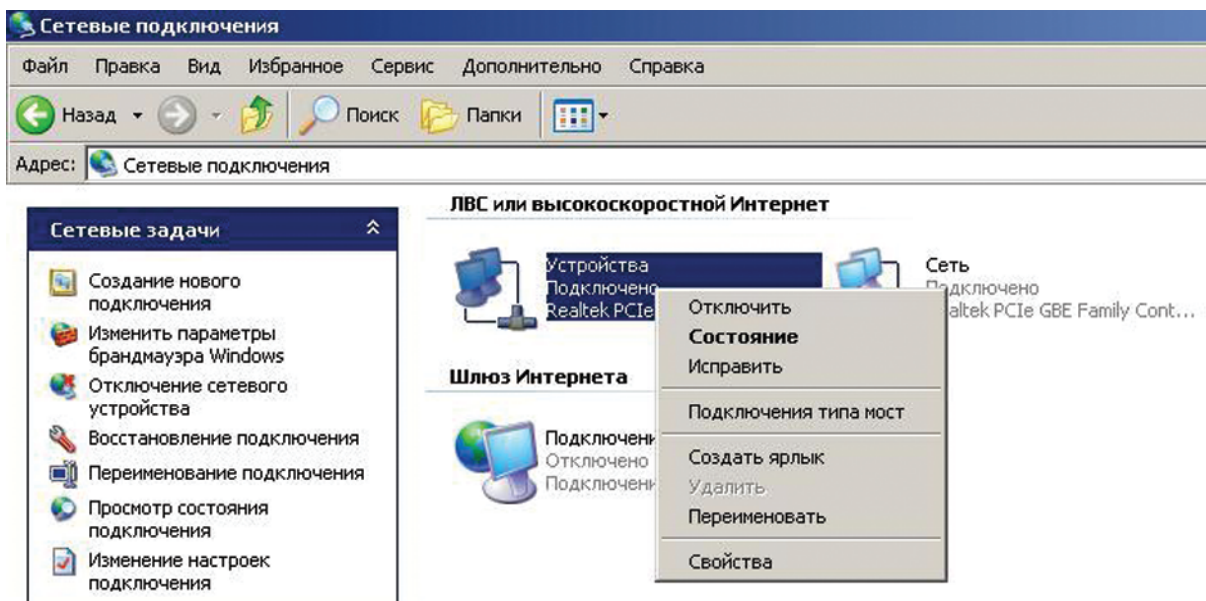 Сетевые подключения
Файл Правка Вид Избранное Сервис Дополнительно Справка
Назад Поиск Папки
Адрес: Сетевые подключения
Сетевые задачи
Создание нового
подключения
Изменить параметры
брандмауэра Windows
Отключение сетевого
устройства
Восстановление подключения
Переименование подключения
Просмотр состояния
подключения
Изменение настроек
подключения
ЛВС или высокоскоростной Интернет
Устройства
Подключено
Realtek PCIe
Сеть
Подключено
altek PCIe GBE Family Cont...
Шлюз Интернета
Подключени
Отключено
Подключени
Отключить
Состояние
Исправить
Подключения типа мост
Создать ярлык
Удалить
Переименовать
Свойства